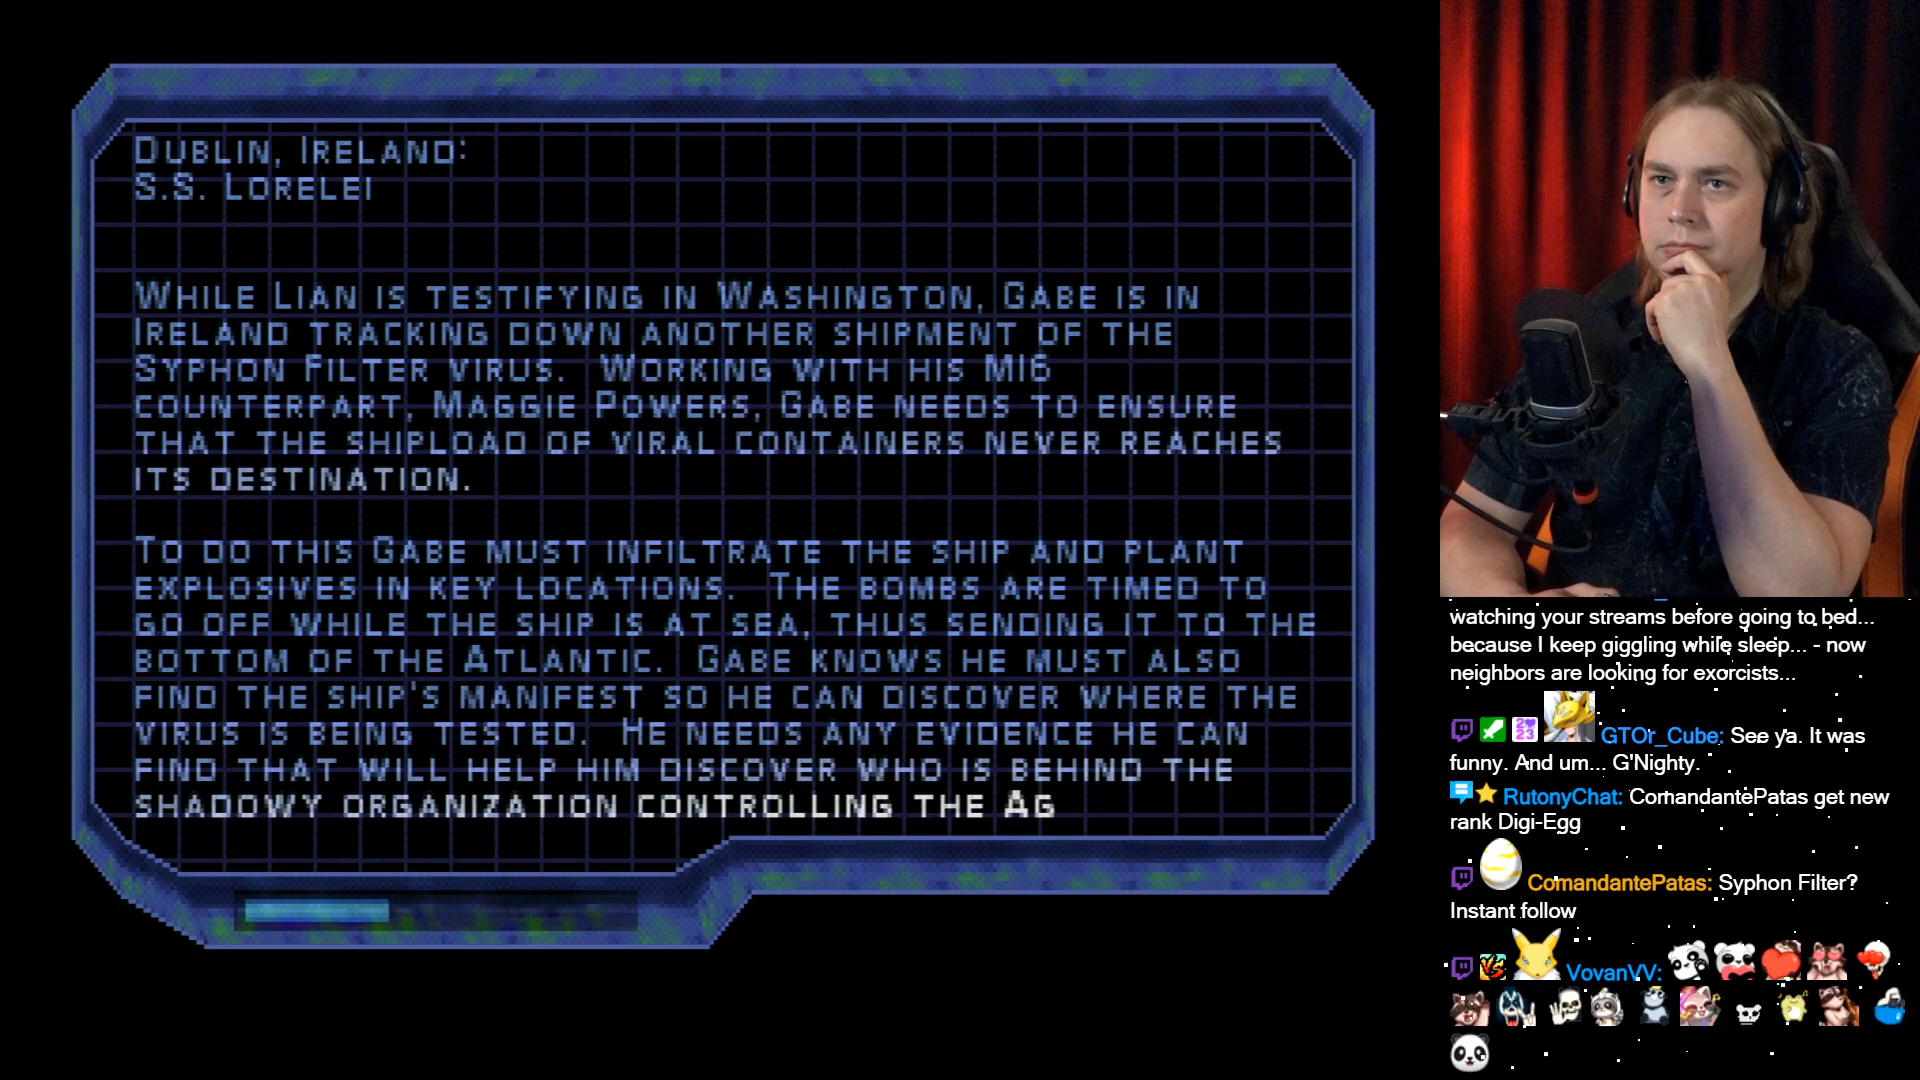 Dublin, Ireland:
S.S. Lorelei
While Lian is testifying in Washington, Gabe is in
Ireland tracking down another shipment of the
Syphon Filter virus. Working with his MI6
counterpart, Maggie Powers, Gabe needs to ensure
that the shipload of viral containers never reaches
its destination.
To do this Gabe must infiltrate the ship and plant
explosives in key locations. The bombs are timed to
go off while the ship is at sea, thus sending it to the
bottom of the Atlantic. Gabe knows he must also
find the ship's manifest so he can discover where the
virus is being tested. He needs any evidence he can
find that will help him discover who is behind the
shadowy organization controlling the Ag
watching your streams before going to bed...
because I keep giggling while sleep... - now
neighbors are looking for exorcists...
GTOr_Cube: See ya. It was
funny. And um... G'Nighty.
RutonyChat: ComandantePatas get new
rank Digi-Egg
ComandantePatas: Syphon Filter?
Instant follow
VovanVV: